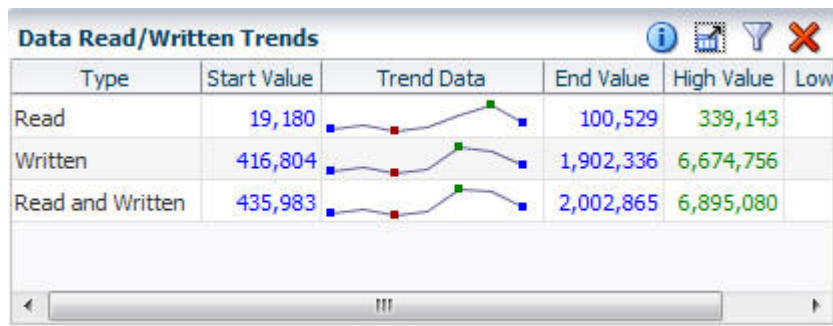 Data Read/Written Trends
Type Start Value Trend Data End Value High Value Low
Read 19,180 100,529 339,143
Written 416,804 1,902,336 6,674,756
Read and Written 435,983 2,002,865 6,895,080